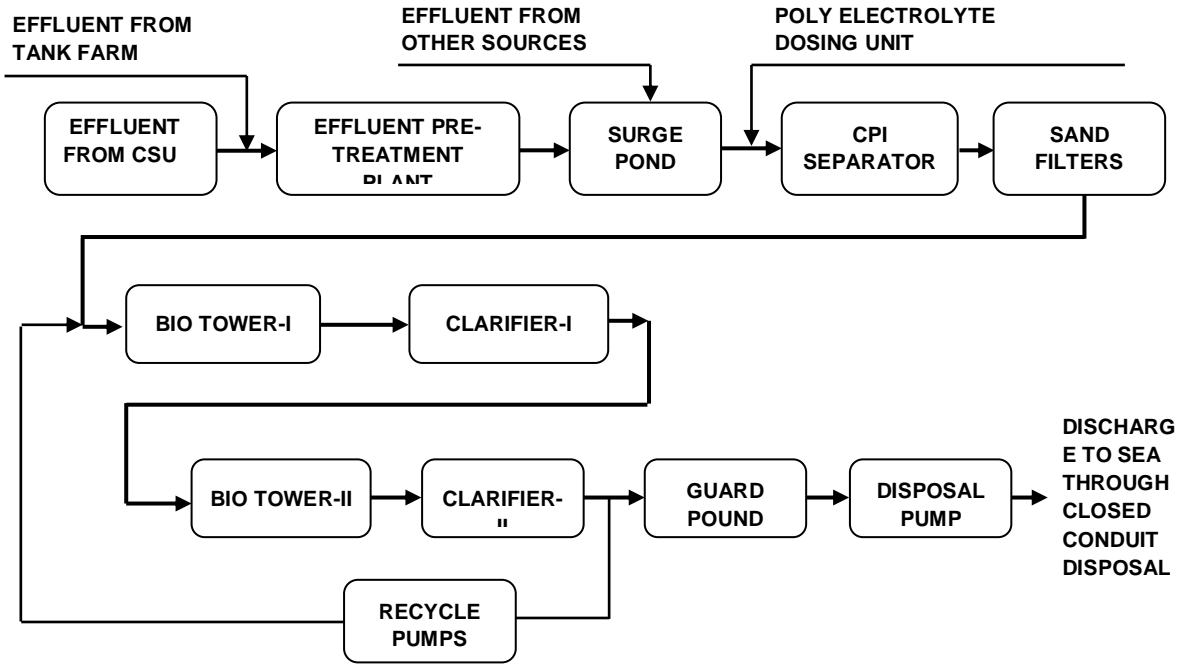 EFFLUENT FROM
TANK FARM
EFFLUENT FROM
OTHER SOURCES
POLY ELECTROLYTE
DOSING UNIT
EFFLUENT
FROM CSU
EFFLUENT PRE-
TREATMENT
PLANT
SURGE
POND
CPI
SEPARATOR
SAND
FILTERS
BIO TOWER-I
CLARIFIER-I
BIO TOWER-II
CLARIFIER-
II
GUARD
POUND
DISPOSAL
PUMP
DISCHARG
E TO SEA
THROUGH
CLOSED
CONDUIT
DISPOSAL
RECYCLE
PUMPS